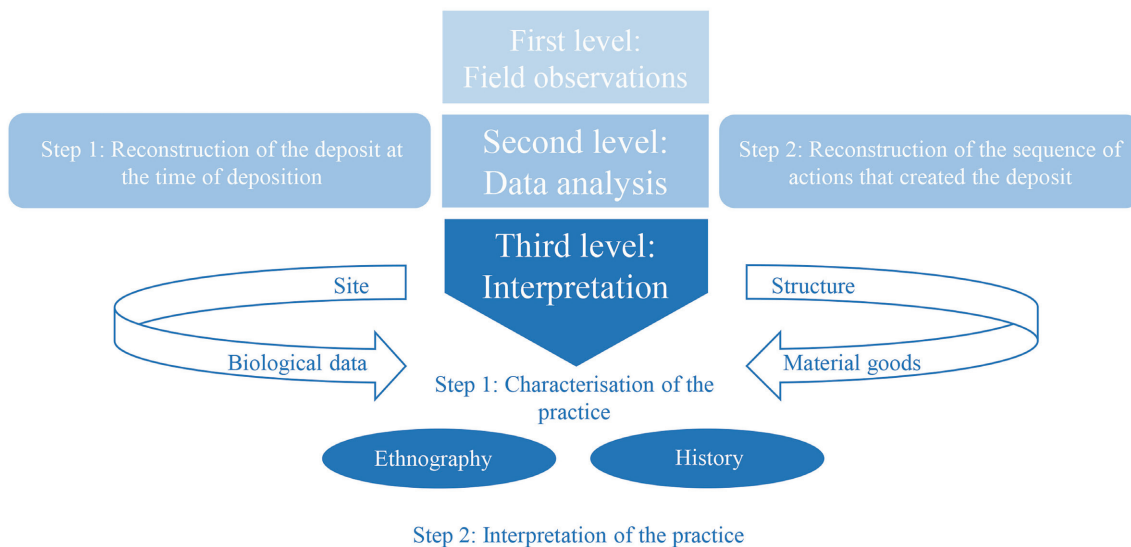 First level:
Field observations
Step 1: Reconstruction of the deposit at
the time of deposition
Second level:
Data analysis
Step 2: Reconstruction of the sequence of
actions that created the deposit
Third level:
Interpretation
Site
Structure
Biological data
Material goods
Step 1: Characterisation of the
practice
Ethnography
History
Step 2: Interpretation of the practice